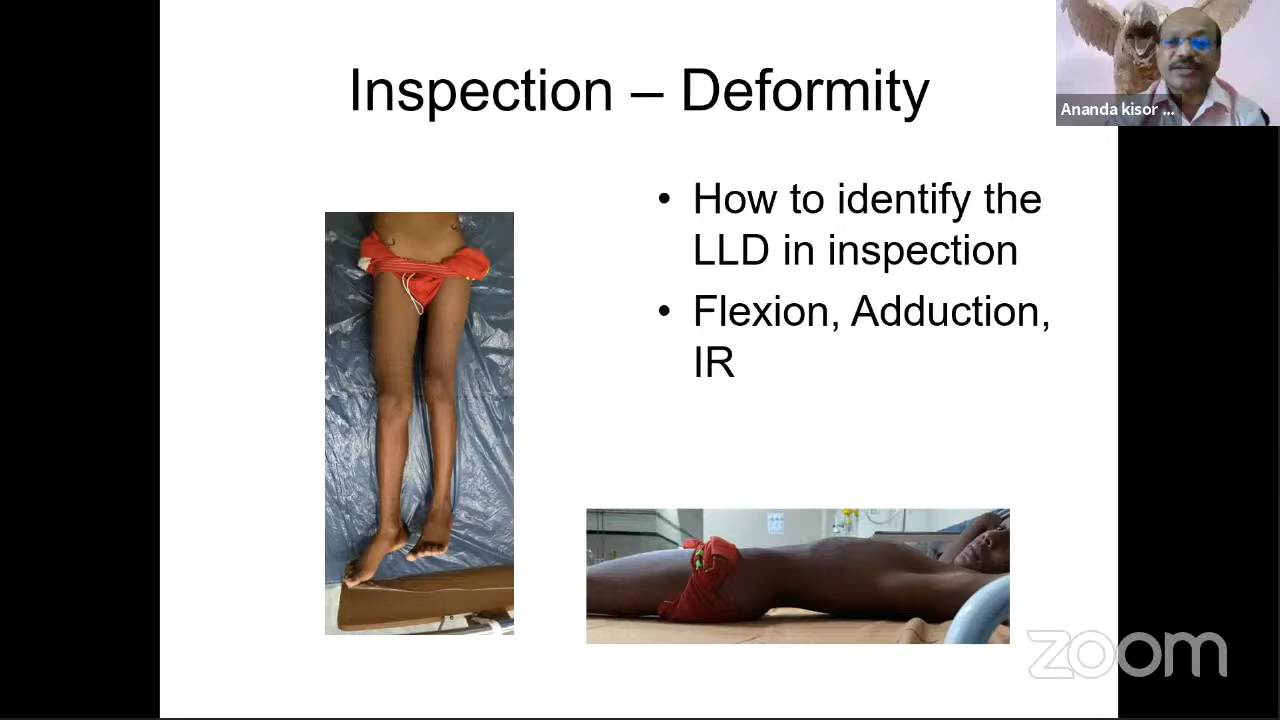 Inspection – Deformity
Ananda kisor ...
• How to identify the
LLD in inspection
• Flexion, Adduction,
IR
zoom